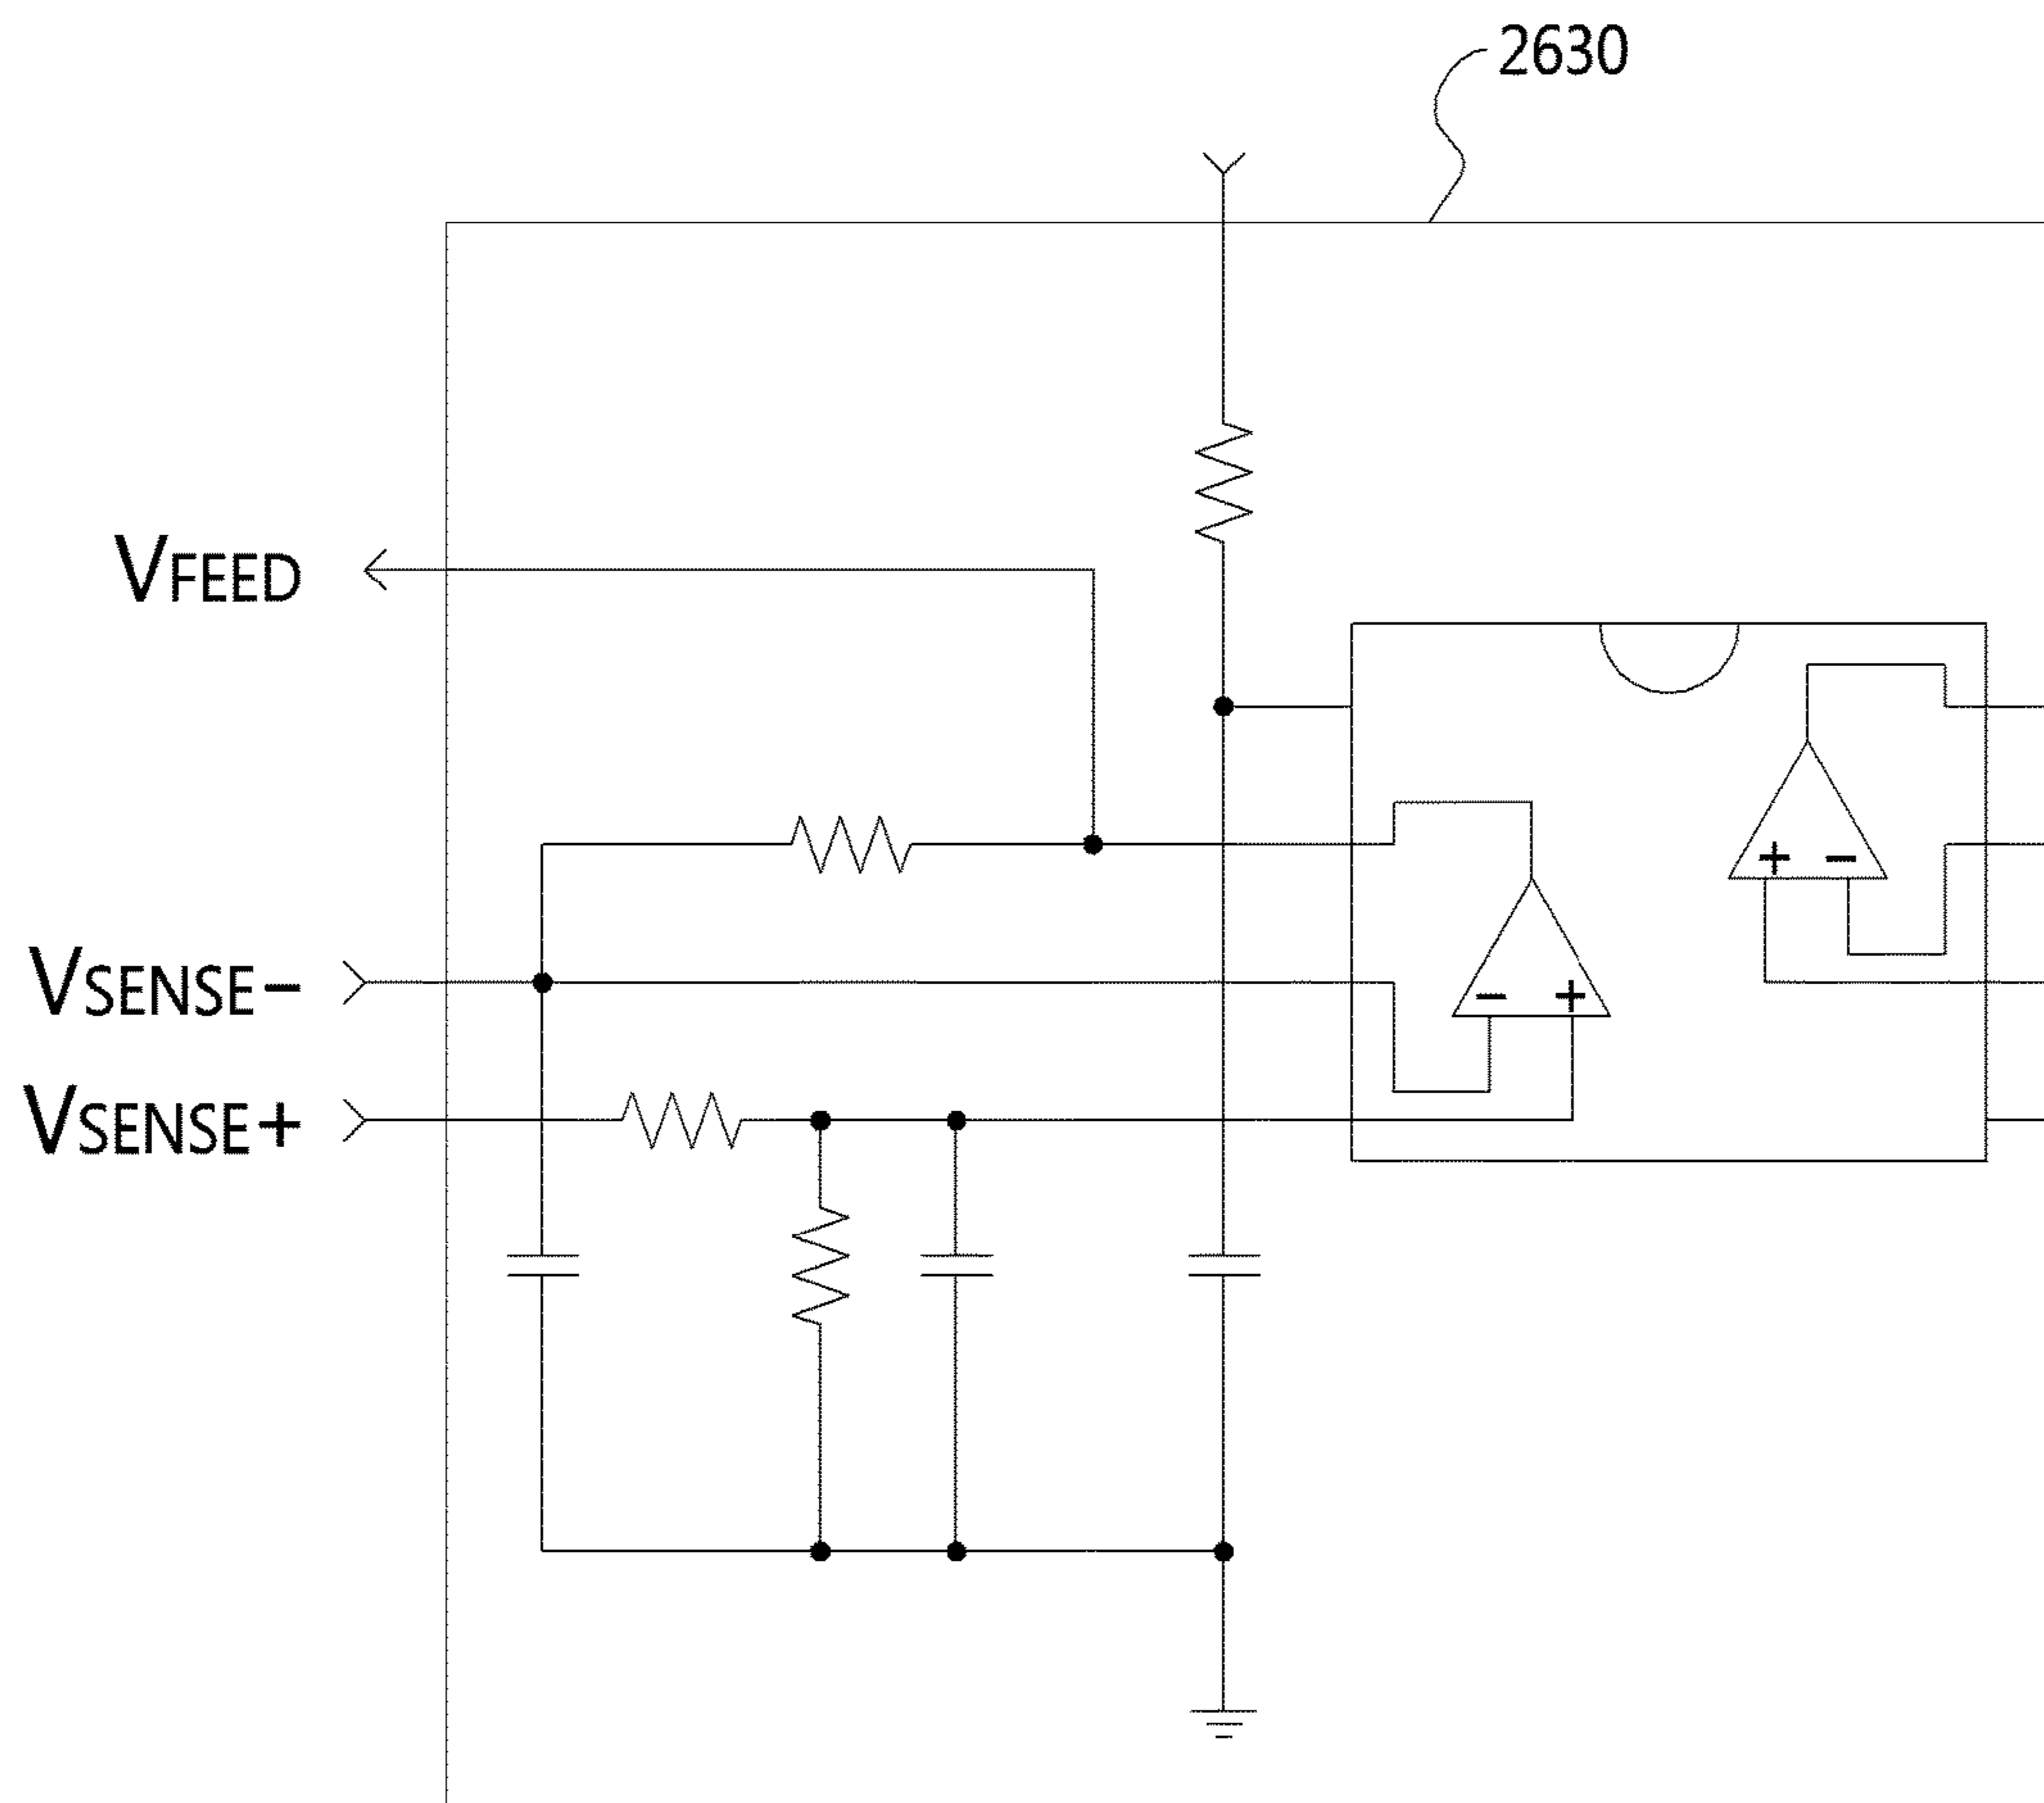 2630
VFEED
VSENSE-
VSENSE+
+ -
- +